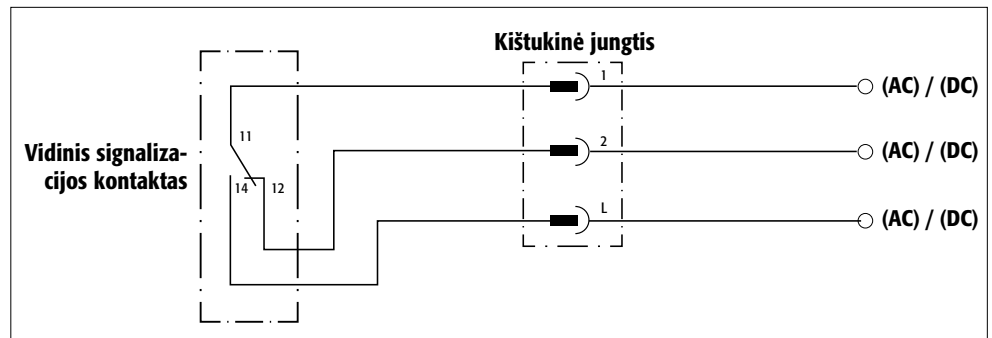 Kištukinė jungtis
1
(AC) / (DC)
11
Vidinis signaliza-
cijos kontaktas
2
(AC) / (DC)
14 12
L
(AC) / (DC)